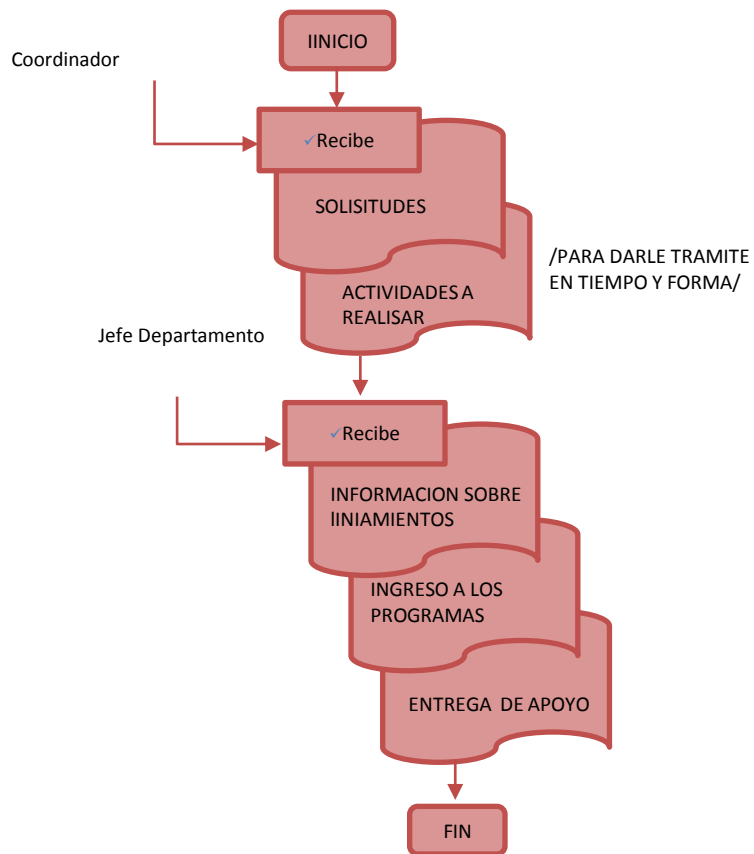 IINICIO
Coordinador
✓Recibe
SOLISITUDES
/PARA DARLE TRAMITE
EN TIEMPO Y FORMA/
ACTIVIDADES A
REALISAR
Jefe Departamento
✓Recibe
INFORMACION SOBRE
lINIAMIENTOS
INGRESO A LOS
PROGRAMAS
ENTREGA DE APOYO
FIN